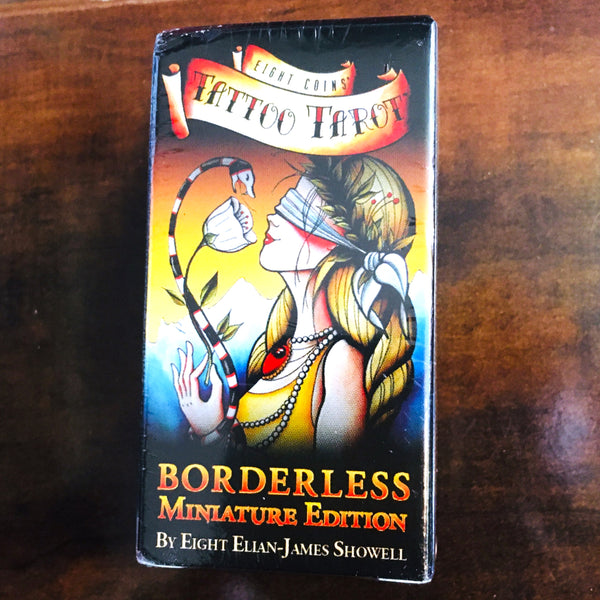 EIGHT COINS'
TATTOO TAROT
BORDERLESS
MINIATURE EDITION
BY EIGHT ELIAN-JAMES SHOWELL